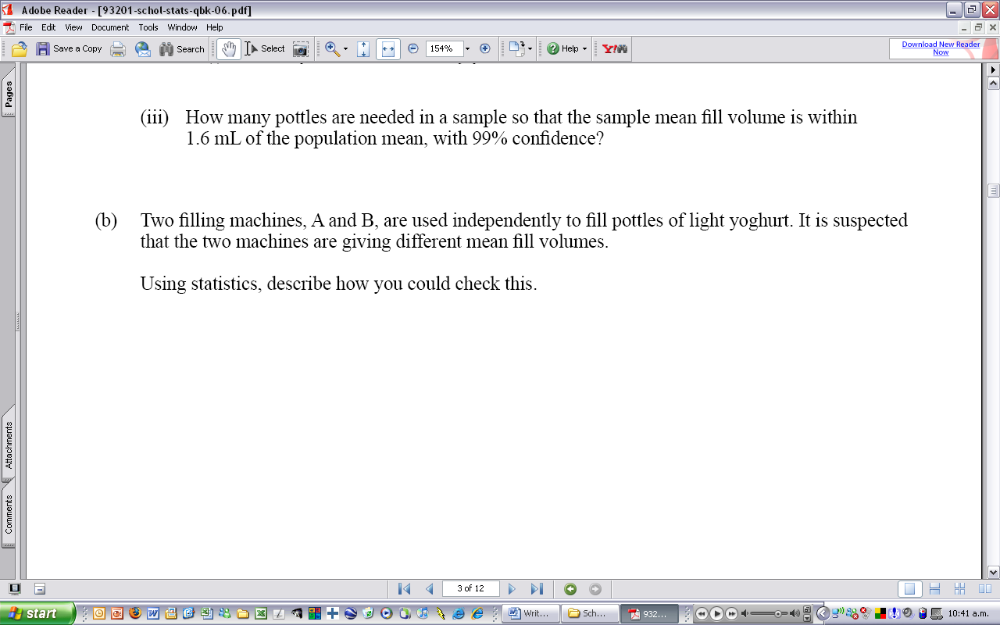 Adobe Reader - [93201-schol-stats-qbk-06.pdf]
File Edit View Document Tools Window Help
Save a Copy Search Select 154% Help Y! Download New Reader Now
Pages
(iii) How many pottles are needed in a sample so that the sample mean fill volume is within
1.6 mL of the population mean, with 99% confidence?
(b) Two filling machines, A and B, are used independently to fill pottles of light yoghurt. It is suspected
that the two machines are giving different mean fill volumes.
Using statistics, describe how you could check this.
Attachments
Comments
3 of 12
start Writ... Sch... 932... 10:41 a.m.